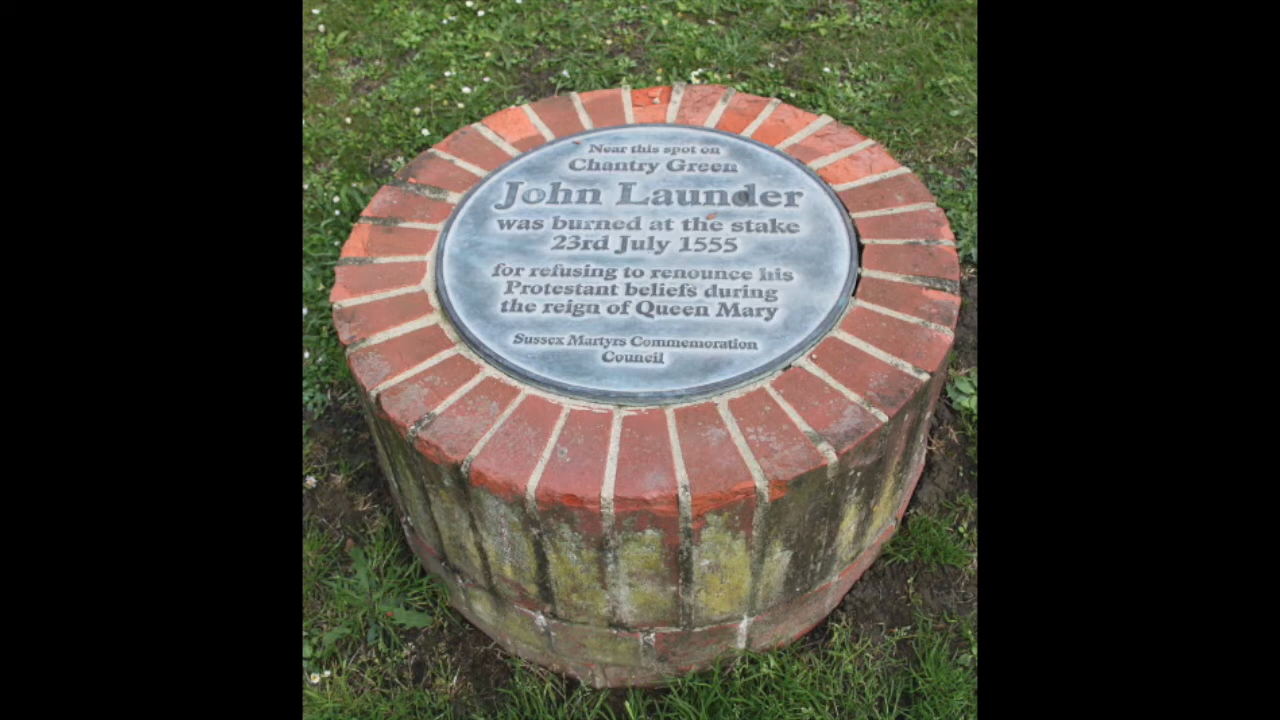 Near this spot on
Chantry Green
John Launder
was burned at the stake
23rd July 1555
for refusing to renounce his
Protestant beliefs during
the reign of Queen Mary
Sussex Martyrs Commemoration
Council